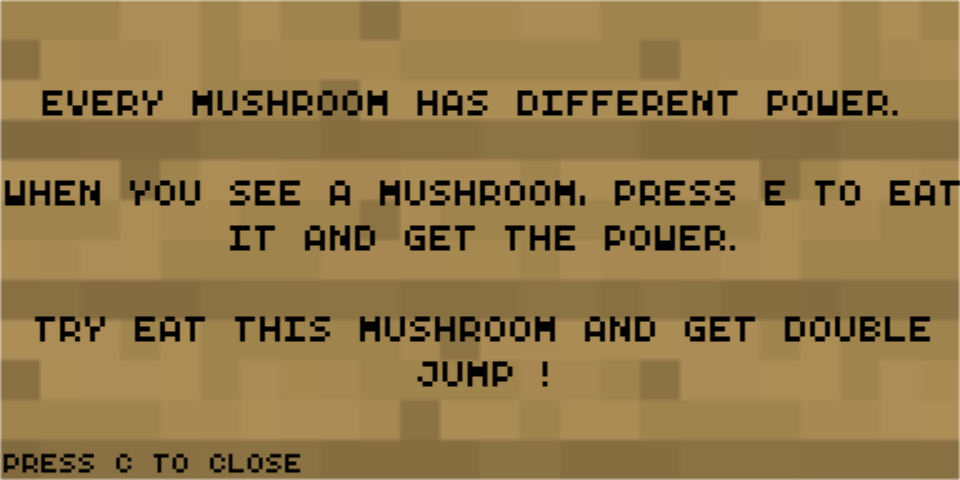 EVERY MUSHROOM HAS DIFFERENT POWER.
WHEN YOU SEE A MUSHROOM, PRESS E TO EAT
IT AND GET THE POWER.
TRY EAT THIS MUSHROOM AND GET DOUBLE
JUMP !
PRESS C TO CLOSE